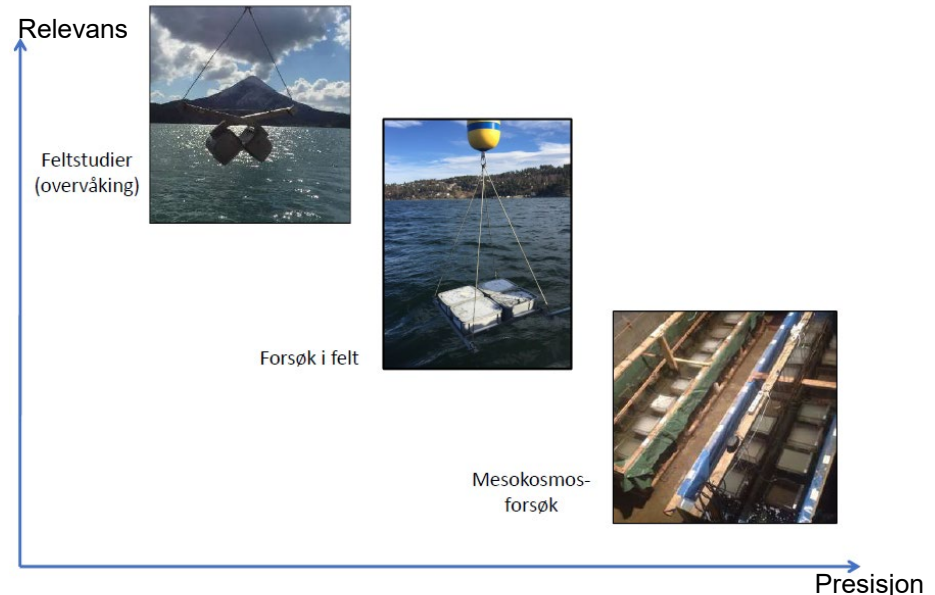 Relevans
Feltstudier
(overvåking)
Forsøk i felt
Mesokosmos-
forsøk
Presisjon